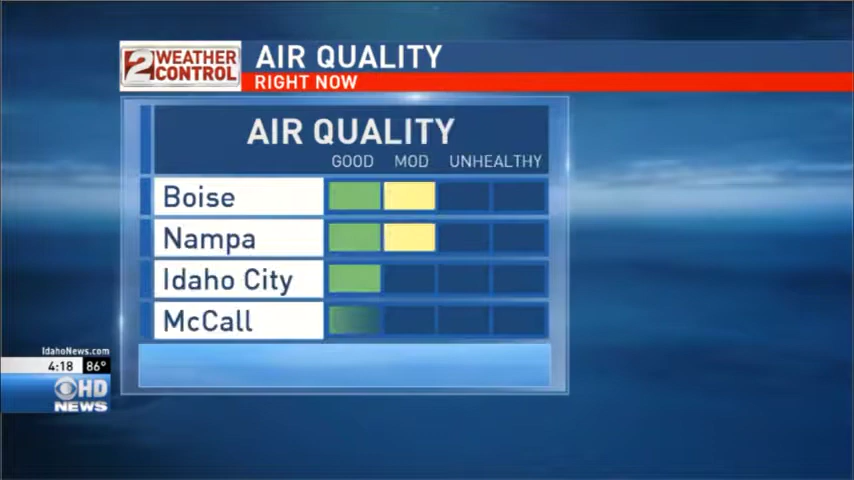 2 WEATHER CONTROL
AIR QUALITY
RIGHT NOW
AIR QUALITY
GOOD MOD UNHEALTHY
Boise
Nampa
Idaho City
McCall
IdahoNews.com
4:18 86°
HD
NEWS